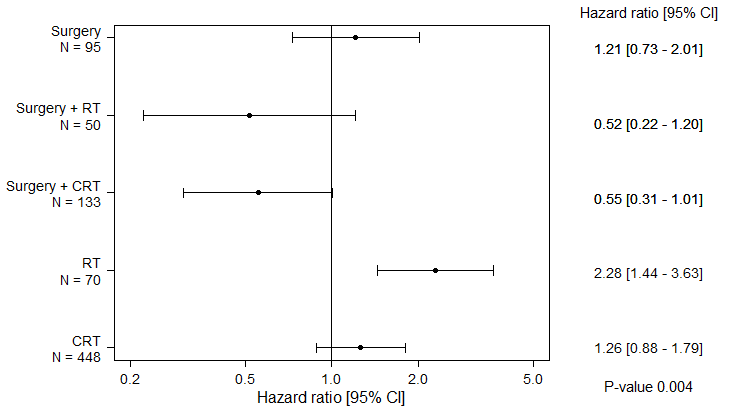 Hazard ratio [95% CI]
Surgery
N = 95
1.21 [0.73 - 2.01]
Surgery + RT
N = 50
0.52 [0.22 - 1.20]
Surgery + CRT
N = 133
0.55 [0.31 - 1.01]
RT
N = 70
2.28 [1.44 - 3.63]
CRT
N = 448
1.26 [0.88 - 1.79]
0.2 0.5 1.0 2.0 5.0
Hazard ratio [95% CI]
P-value 0.004